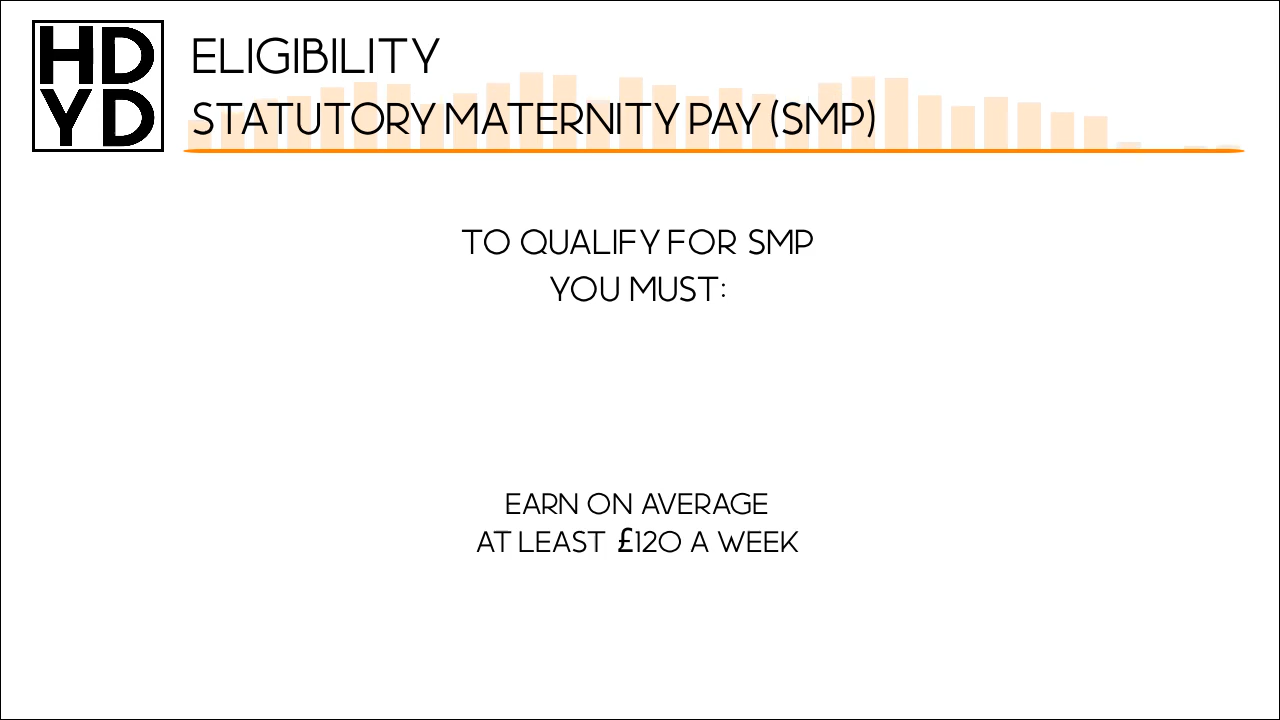 HD
YD
ELIGIBILITY
STATUTORY MATERNITY PAY (SMP)
TO QUALIFY FOR SMP
YOU MUST:
EARN ON AVERAGE
AT LEAST £120 A WEEK